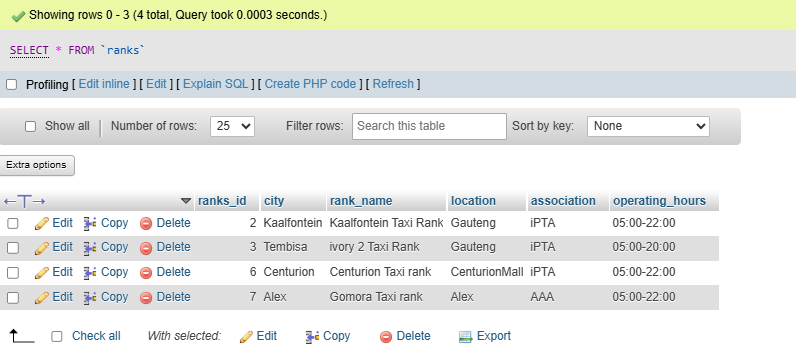 Showing rows 0 - 3 (4 total, Query took 0.0003 seconds.)
SELECT * FROM `ranks`
Profiling [ Edit inline ] [ Edit ] [ Explain SQL ] [ Create PHP code ] [ Refresh ]
Show all | Number of rows: 25 Filter rows: Search this table Sort by key: None
Extra options
←T→ ranks_id city rank_name location association operating_hours
Edit Copy Delete 2 Kaalfontein Kaalfontein Taxi Rank Gauteng iPTA 05:00-22:00
Edit Copy Delete 3 Tembisa ivory 2 Taxi Rank Gauteng iPTA 05:00-20:00
Edit Copy Delete 6 Centurion Centurion Taxi rank CenturionMall iPTA 05:00-22:00
Edit Copy Delete 7 Alex Gomora Taxi rank Alex AAA 05:00-22:00
Check all With selected: Edit Copy Delete Export